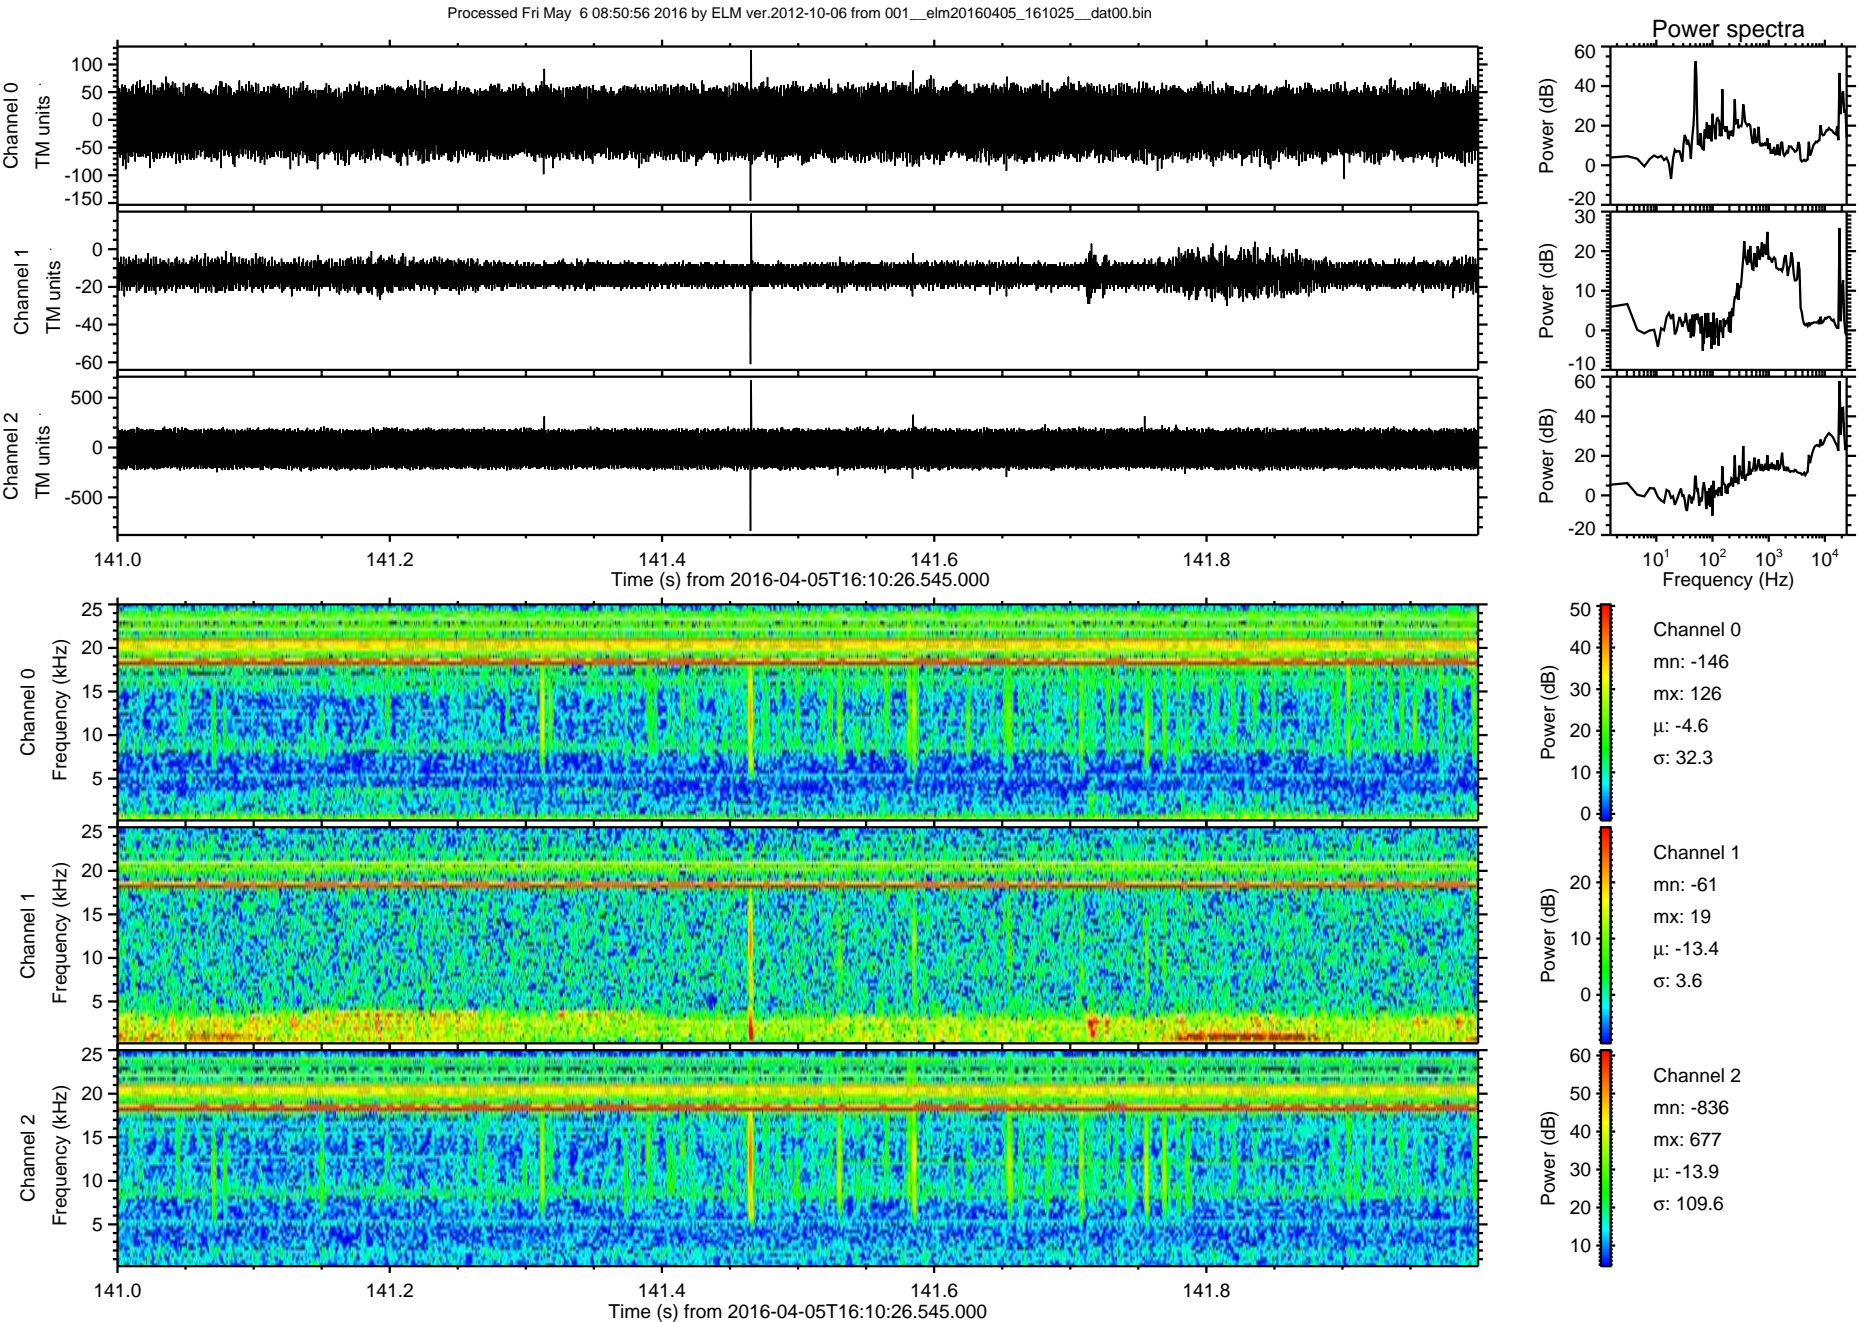 Processed Fri May  6 08:50:56 2016 by ELM ver.2012-10-06 from 001__elm20160405_161025__dat00.bin
Power spectra
Channel 0
TM units
100
50
0
-50
-100
-150
Power (dB)
60
40
20
0
-20
Channel 1
TM units
0
-20
-40
-60
Power (dB)
30
20
10
0
-10
Channel 2
TM units
500
0
-500
Power (dB)
60
40
20
0
-20
141.0 141.2 141.4 141.6 141.8
Time (s) from 2016-04-05T16:10:26.545.000
10^1 10^2 10^3 10^4
Frequency (Hz)
Channel 0
Frequency (kHz)
25
20
15
10
5
Power (dB)
50
40
30
20
10
0
Channel 0
mn: -146
mx: 126
μ: -4.6
σ: 32.3
Channel 1
Frequency (kHz)
25
20
15
10
5
Power (dB)
20
10
0
Channel 1
mn: -61
mx: 19
μ: -13.4
σ: 3.6
Channel 2
Frequency (kHz)
25
20
15
10
5
Power (dB)
60
50
40
30
20
10
Channel 2
mn: -836
mx: 677
μ: -13.9
σ: 109.6
141.0 141.2 141.4 141.6 141.8
Time (s) from 2016-04-05T16:10:26.545.000